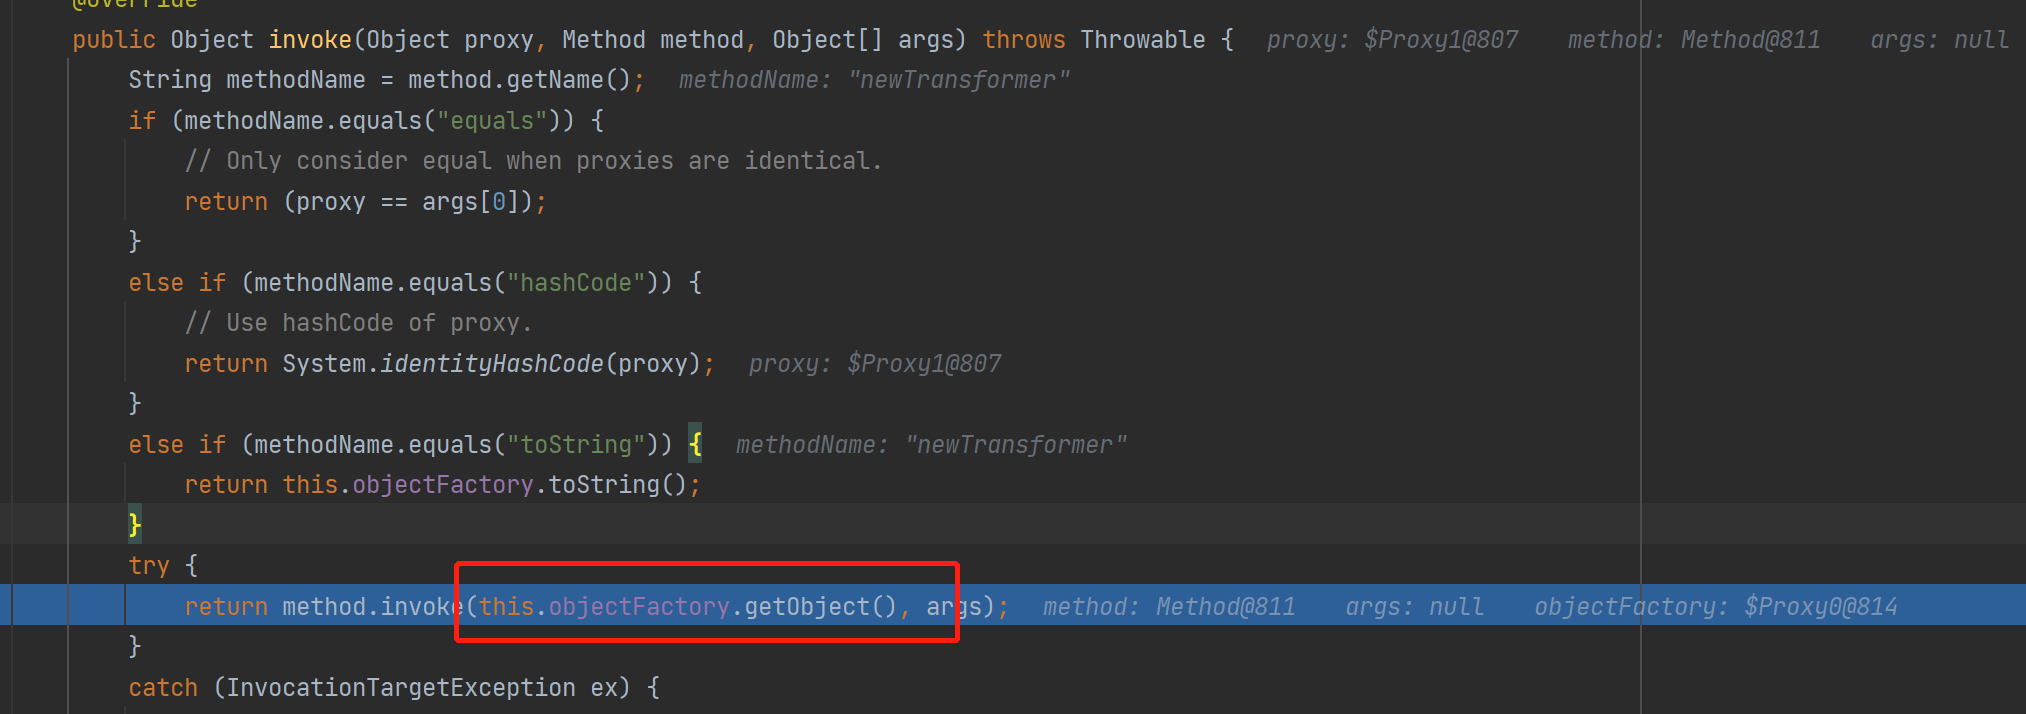 @Override
public Object invoke(Object proxy, Method method, Object[] args) throws Throwable { proxy: $Proxy1@807 method: Method@811 args: null
String methodName = method.getName(); methodName: "newTransformer"
if (methodName.equals("equals")) {
// Only consider equal when proxies are identical.
return (proxy == args[0]);
}
else if (methodName.equals("hashCode")) {
// Use hashCode of proxy.
return System.identityHashCode(proxy); proxy: $Proxy1@807
}
else if (methodName.equals("toString")) { methodName: "newTransformer"
return this.objectFactory.toString();
}
try {
return method.invoke(this.objectFactory.getObject(), args); method: Method@811 args: null objectFactory: $Proxy0@814
}
catch (InvocationTargetException ex) {